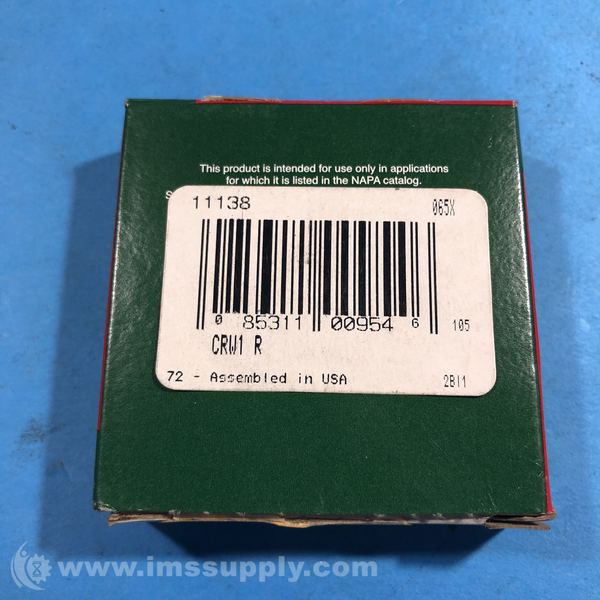 This product is intended for use only in applications
for which it is listed in the NAPA catalog.
S
11138 065X
0 85311 00954 6 105
CRW1 R
72 - Assembled in USA 2BI1
www.imssupply.com